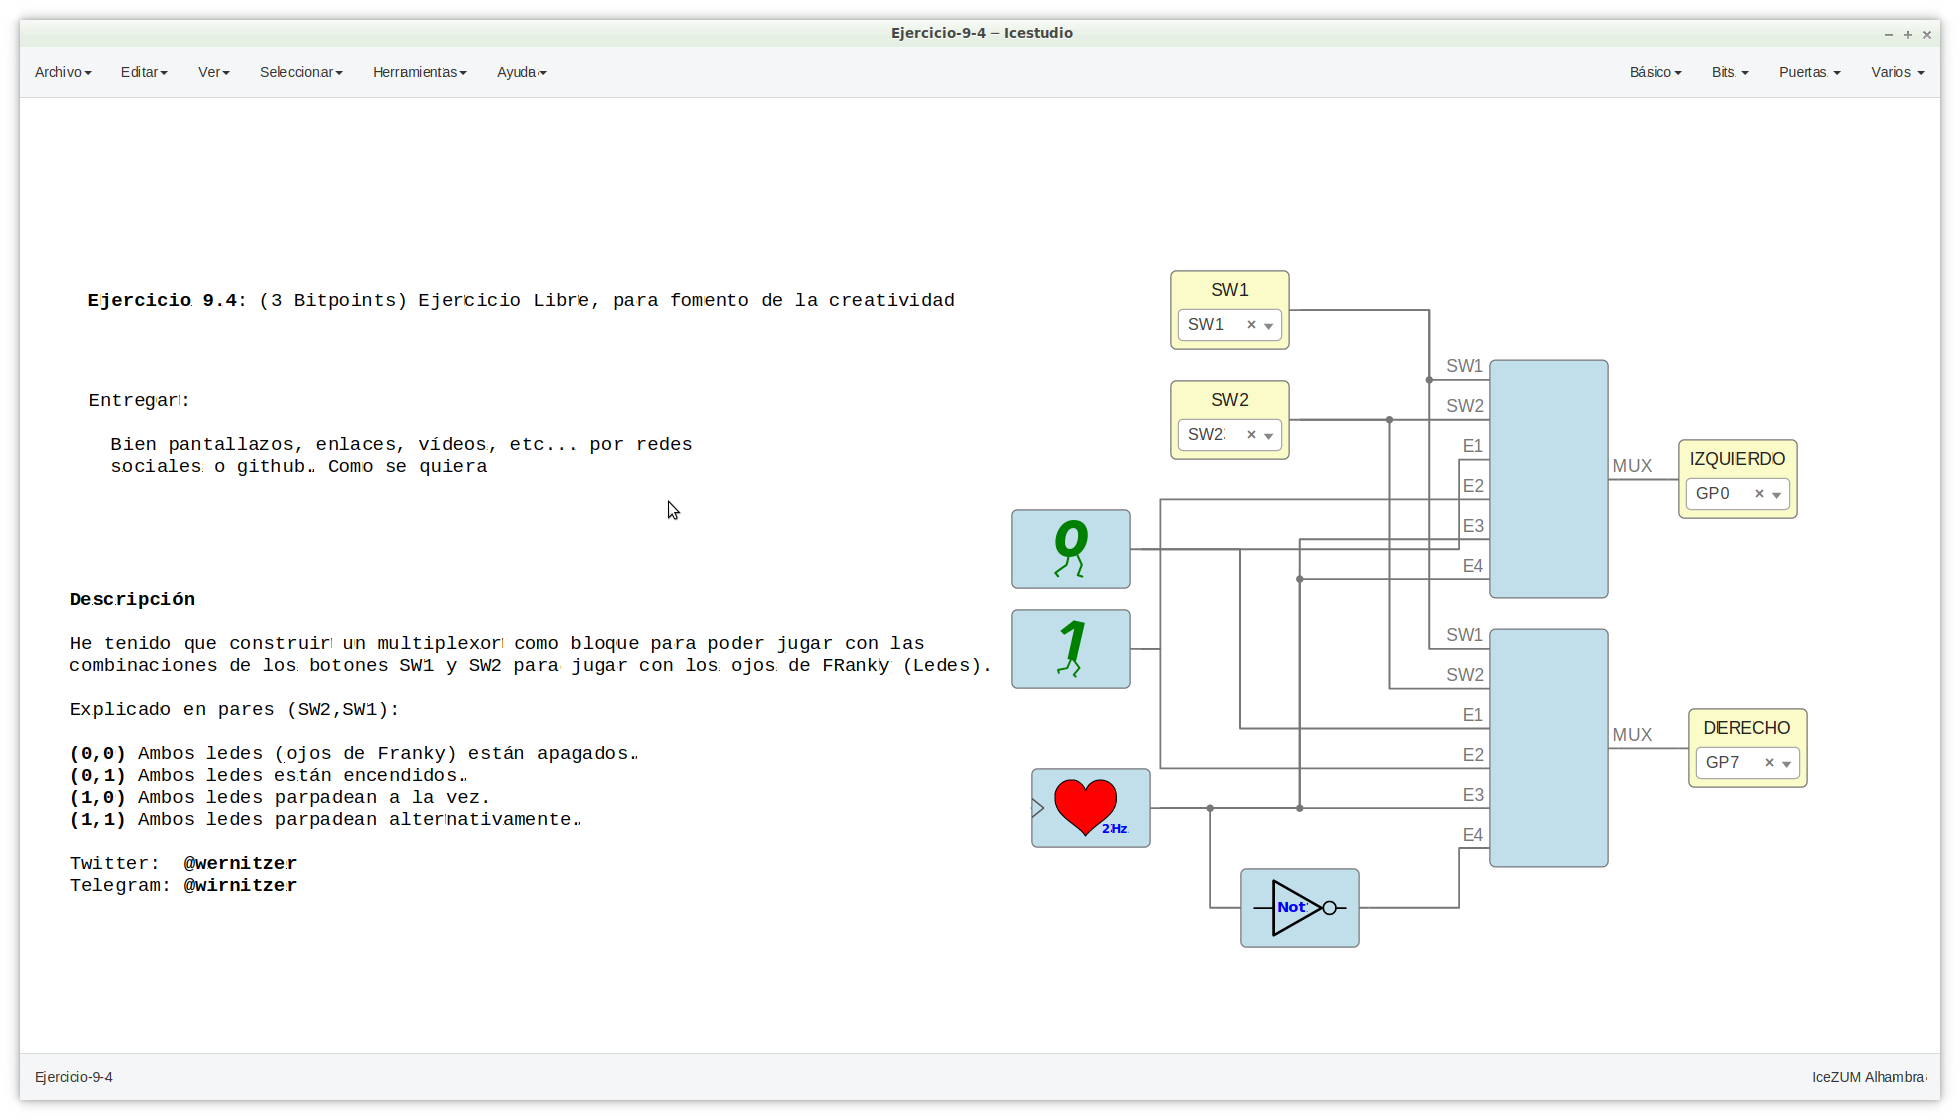 Ejercicio-9-4 – Icestudio
Archivo Editar Ver Seleccionar Herramientas Ayuda Básico Bits Puertas Varios
Ejercicio 9.4: (3 Bitpoints) Ejercicio Libre, para fomento de la creatividad
Entregar:
Bien pantallazos, enlaces, vídeos, etc... por redes
sociales o github. Como se quiera
Descripción
He tenido que construir un multiplexor como bloque para poder jugar con las
combinaciones de los botones SW1 y SW2 para jugar con los ojos de FRanky (Ledes).
Explicado en pares (SW2,SW1):
(0,0) Ambos ledes (ojos de Franky) están apagados.
(0,1) Ambos ledes están encendidos.
(1,0) Ambos ledes parpadean a la vez.
(1,1) Ambos ledes parpadean alternativamente.
Twitter: @wernitzer
Telegram: @wirnitzer
SW1
SW1
SW2
SW2
0
1
2Hz
Not
SW1
SW2
E1
E2
E3
E4
MUX
IZQUIERDO
GP0
SW1
SW2
E1
E2
E3
E4
MUX
DERECHO
GP7
Ejercicio-9-4
IceZUM Alhambra